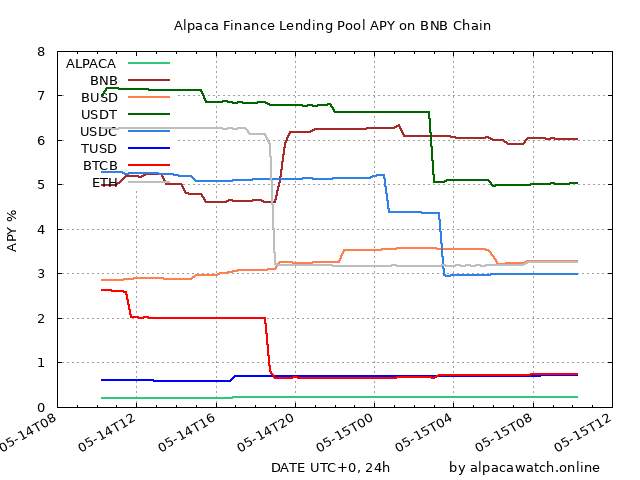 Alpaca Finance Lending Pool APY on BNB Chain
8
7
6
5
4
3
2
1
0
APY %
ALPACA
BNB
BUSD
USDT
USDC
TUSD
BTCB
ETH
05-14T08
05-14T12
05-14T16
05-14T20
05-15T00
05-15T04
05-15T08
05-15T12
DATE UTC+0, 24h
by alpacawatch.online